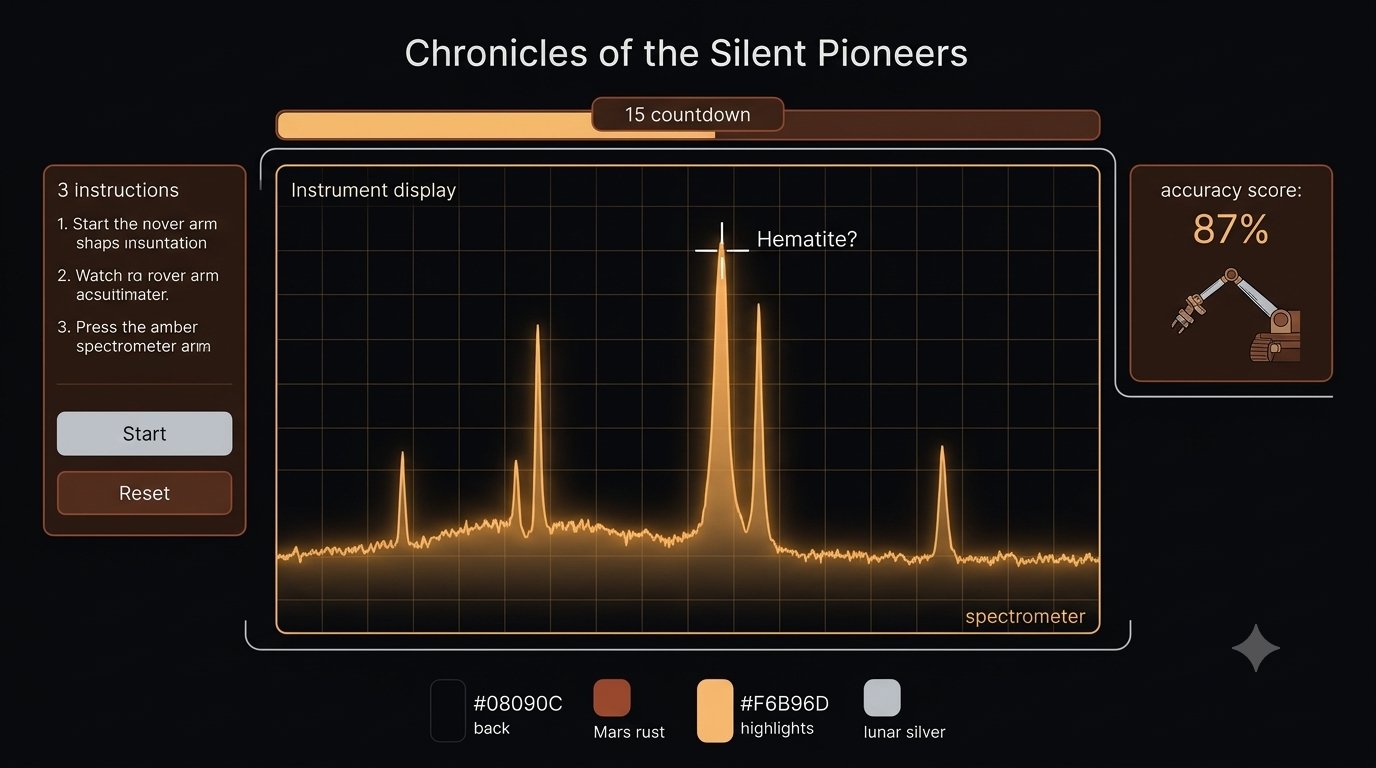 Chronicles of the Silent Pioneers
15 countdown
3 instructions
1. Start the nover arm
shaps insuntation
2. Watch ra rover arm
acsuitimater.
3. Press the amber
spectrometer arm
Start
Reset
Instrument display
Hematite?
spectrometer
accuracy score:
87%
#08090C
back
Mars rust
#F6B96D
highlights
lunar silver